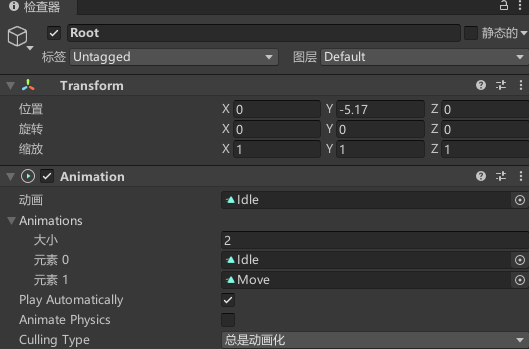 检查器
Root
静态的
标签 Untagged 图层 Default
Transform
位置 X 0 Y -5.17 Z 0
旋转 X 0 Y 0 Z 0
缩放 X 1 Y 1 Z 1
Animation
动画 Idle
Animations
大小 2
元素 0 Idle
元素 1 Move
Play Automatically
Animate Physics
Culling Type 总是动画化